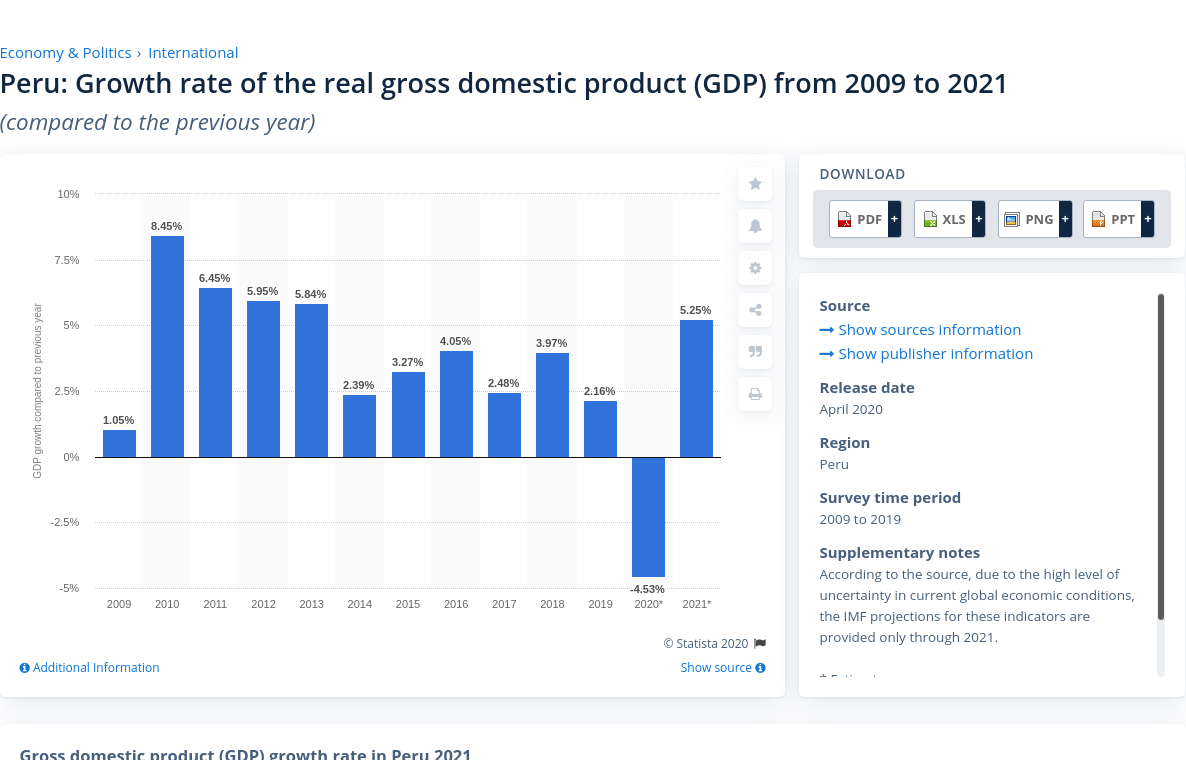 Economy & Politics › International
Peru: Growth rate of the real gross domestic product (GDP) from 2009 to 2021
(compared to the previous year)
GDP growth compared to previous year
10%
7.5%
5%
2.5%
0%
-2.5%
-5%
1.05%
8.45%
6.45%
5.95%
5.84%
2.39%
3.27%
4.05%
2.48%
3.97%
2.16%
-4.53%
5.25%
2009 2010 2011 2012 2013 2014 2015 2016 2017 2018 2019 2020* 2021*
© Statista 2020
Additional Information
Show source
DOWNLOAD
PDF + XLS + PNG + PPT +
Source
Show sources information
Show publisher information
Release date
April 2020
Region
Peru
Survey time period
2009 to 2019
Supplementary notes
According to the source, due to the high level of
uncertainty in current global economic conditions,
the IMF projections for these indicators are
provided only through 2021.
Gross domestic product (GDP) growth rate in Peru 2021